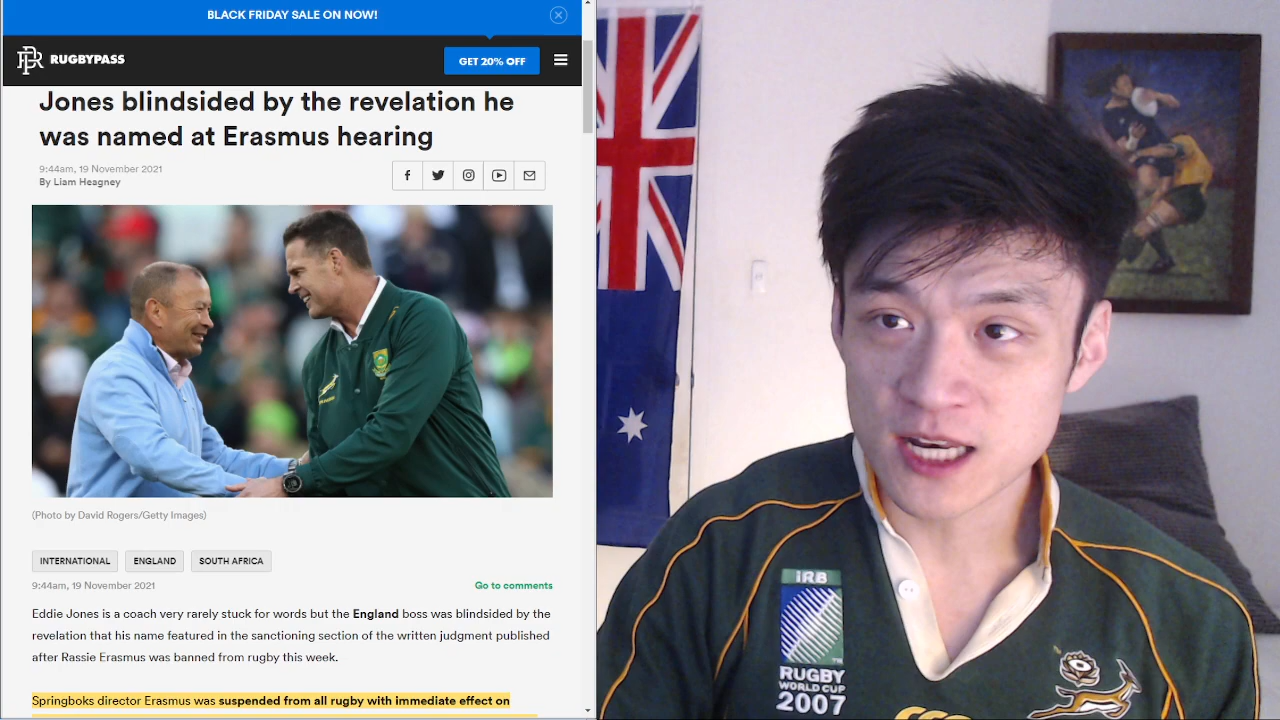 BLACK FRIDAY SALE ON NOW!
RUGBYPASS
GET 20% OFF
Jones blindsided by the revelation he
was named at Erasmus hearing
9:44am, 19 November 2021
By Liam Heagney
(Photo by David Rogers/Getty Images)
INTERNATIONAL
ENGLAND
SOUTH AFRICA
9:44am, 19 November 2021
Go to comments
Eddie Jones is a coach very rarely stuck for words but the England boss was blindsided by the
revelation that his name featured in the sanctioning section of the written judgment published
after Rassie Erasmus was banned from rugby this week.
Springboks director Erasmus was suspended from all rugby with immediate effect on
IRB
RUGBY
WORLD CUP
2007